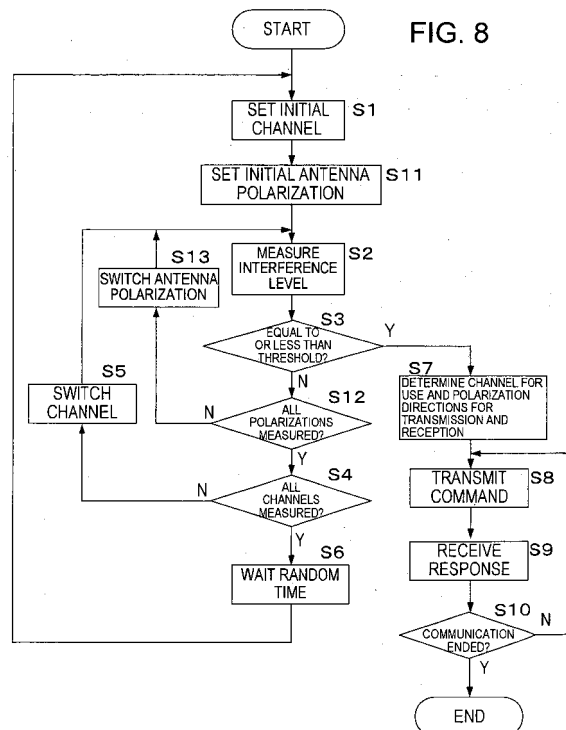 START
FIG. 8
SET INITIAL
CHANNEL
S1
SET INITIAL ANTENNA
POLARIZATION
S11
S13
SWITCH ANTENNA
POLARIZATION
MEASURE
INTERFERENCE
LEVEL
S2
S3
EQUAL TO
OR LESS THAN
THRESHOLD?
Y
N
S5
SWITCH
CHANNEL
S12
ALL
POLARIZATIONS
MEASURED?
N
Y
S7
DETERMINE CHANNEL FOR
USE AND POLARIZATION
DIRECTIONS FOR
TRANSMISSION AND
RECEPTION
S4
ALL
CHANNELS
MEASURED?
N
Y
TRANSMIT
COMMAND
S8
S6
WAIT RANDOM
TIME
RECEIVE
RESPONSE
S9
S10
COMMUNICATION
ENDED?
N
Y
END